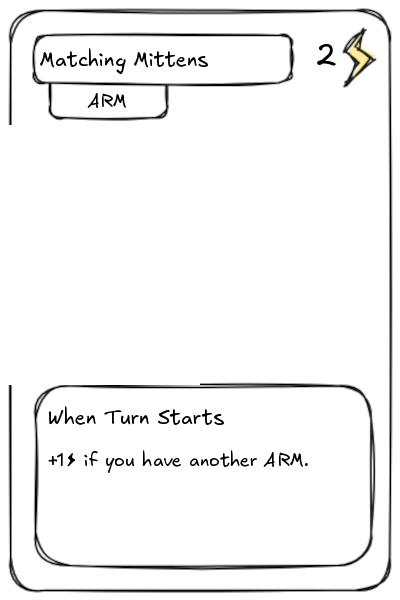 Matching Mittens
2⚡
ARM
When Turn Starts
+1⚡ if you have another ARM.